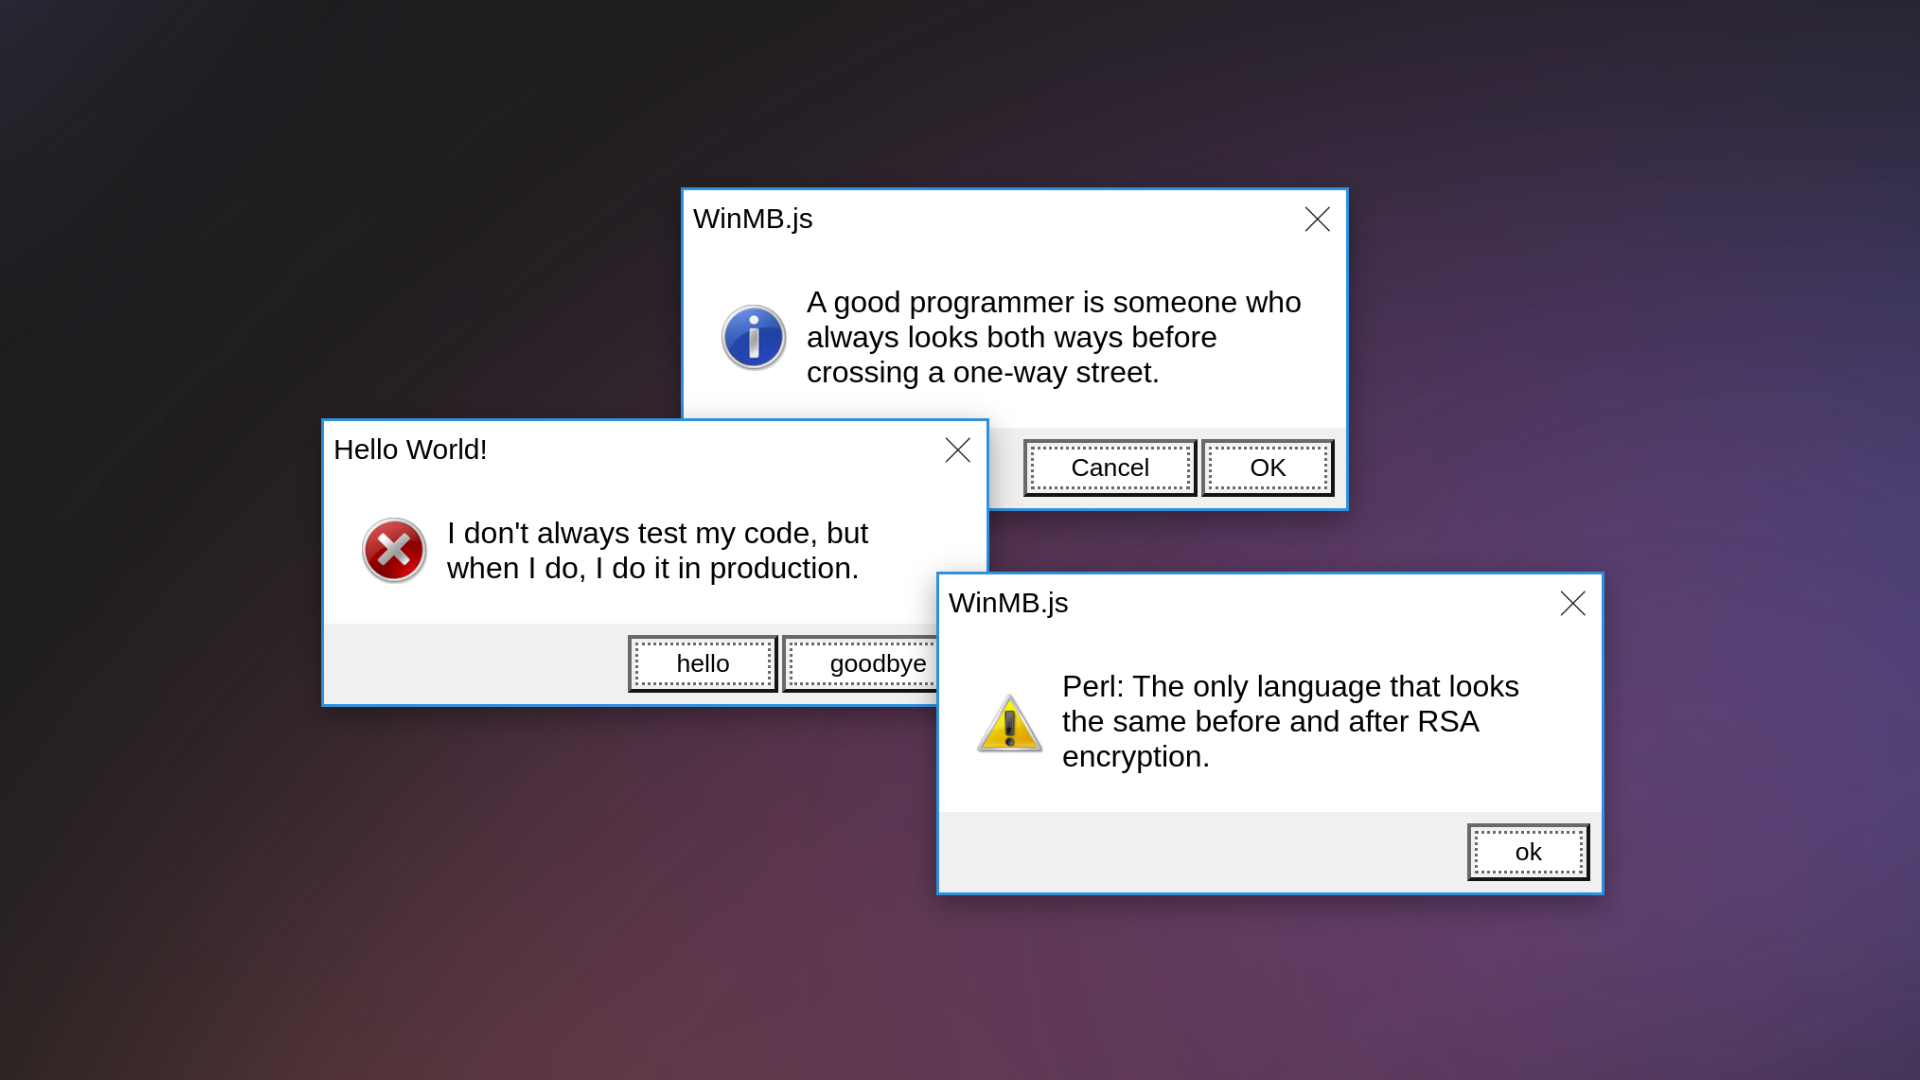 WinMB.js
A good programmer is someone who
always looks both ways before
crossing a one-way street.
Cancel OK
Hello World!
I don't always test my code, but
when I do, I do it in production.
hello goodbye
WinMB.js
Perl: The only language that looks
the same before and after RSA
encryption.
ok